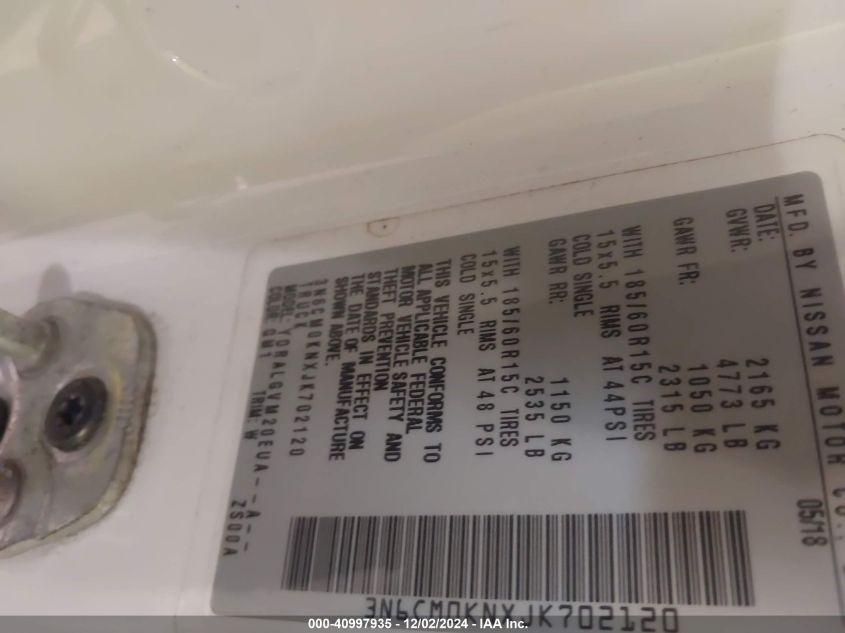 MFD. BY NISSAN MOTOR CO.,
DATE: 05/18
GVWR: 2165 KG
4773 LB
GAWR FR: 1050 KG
2315 LB
WITH 185/60R15C TIRES
15x5.5 RIMS AT 44PSI
COLD SINGLE
GAWR RR: 1150 KG
2535 LB
WITH 185/60R15C TIRES
15x5.5 RIMS AT 48 PSI
COLD SINGLE
THIS VEHICLE CONFORMS TO
ALL APPLICABLE FEDERAL
MOTOR VEHICLE SAFETY AND
THEFT PREVENTION
STANDARDS IN EFFECT ON
THE DATE OF MANUFACTURE
SHOWN ABOVE.
3N6CM0KNXJK702120
TRUCK
MODEL: YDRALGVM20EUA--A--
COLOR: QM1 TRIM: W ZS00A
3N6CM0KNXJK702120
000-40997935 - 12/02/2024 - IAA Inc.